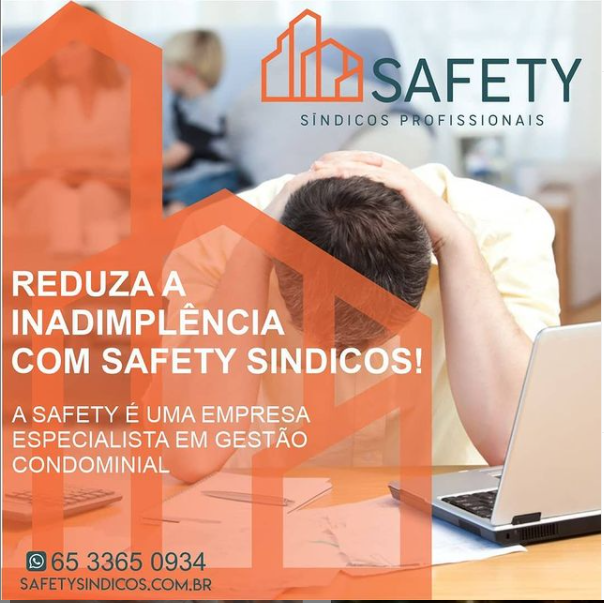 SAFETY
SÍNDICOS PROFISSIONAIS
REDUZA A
INADIMPLÊNCIA
COM SAFETY SINDICOS!
A SAFETY É UMA EMPRESA
ESPECIALISTA EM GESTÃO
CONDOMINIAL
65 3365 0934
SAFETYSINDICOS.COM.BR